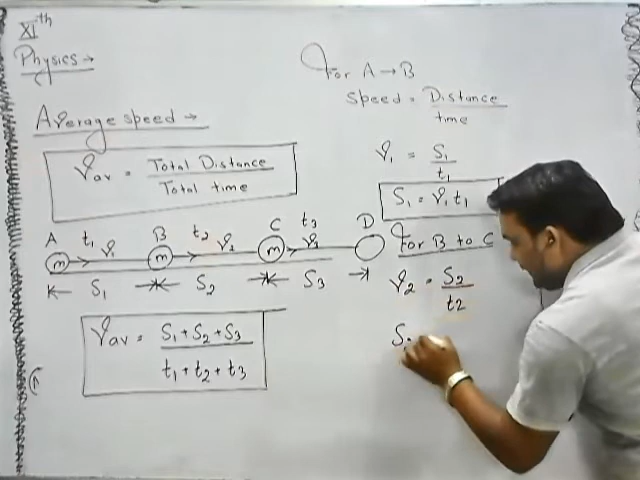 XIth
Physics →
Average speed →
Vav = Total Distance / Total time
A t1 V1 B t2 V2 C t3 V3 D
m m m
S1 S2 S3
Vav = S1 + S2 + S3 / t1 + t2 + t3
For A → B
Speed = Distance / time
V1 = S1 / t1
S1 = V1 t1
For B to C
V2 = S2 / t2
S